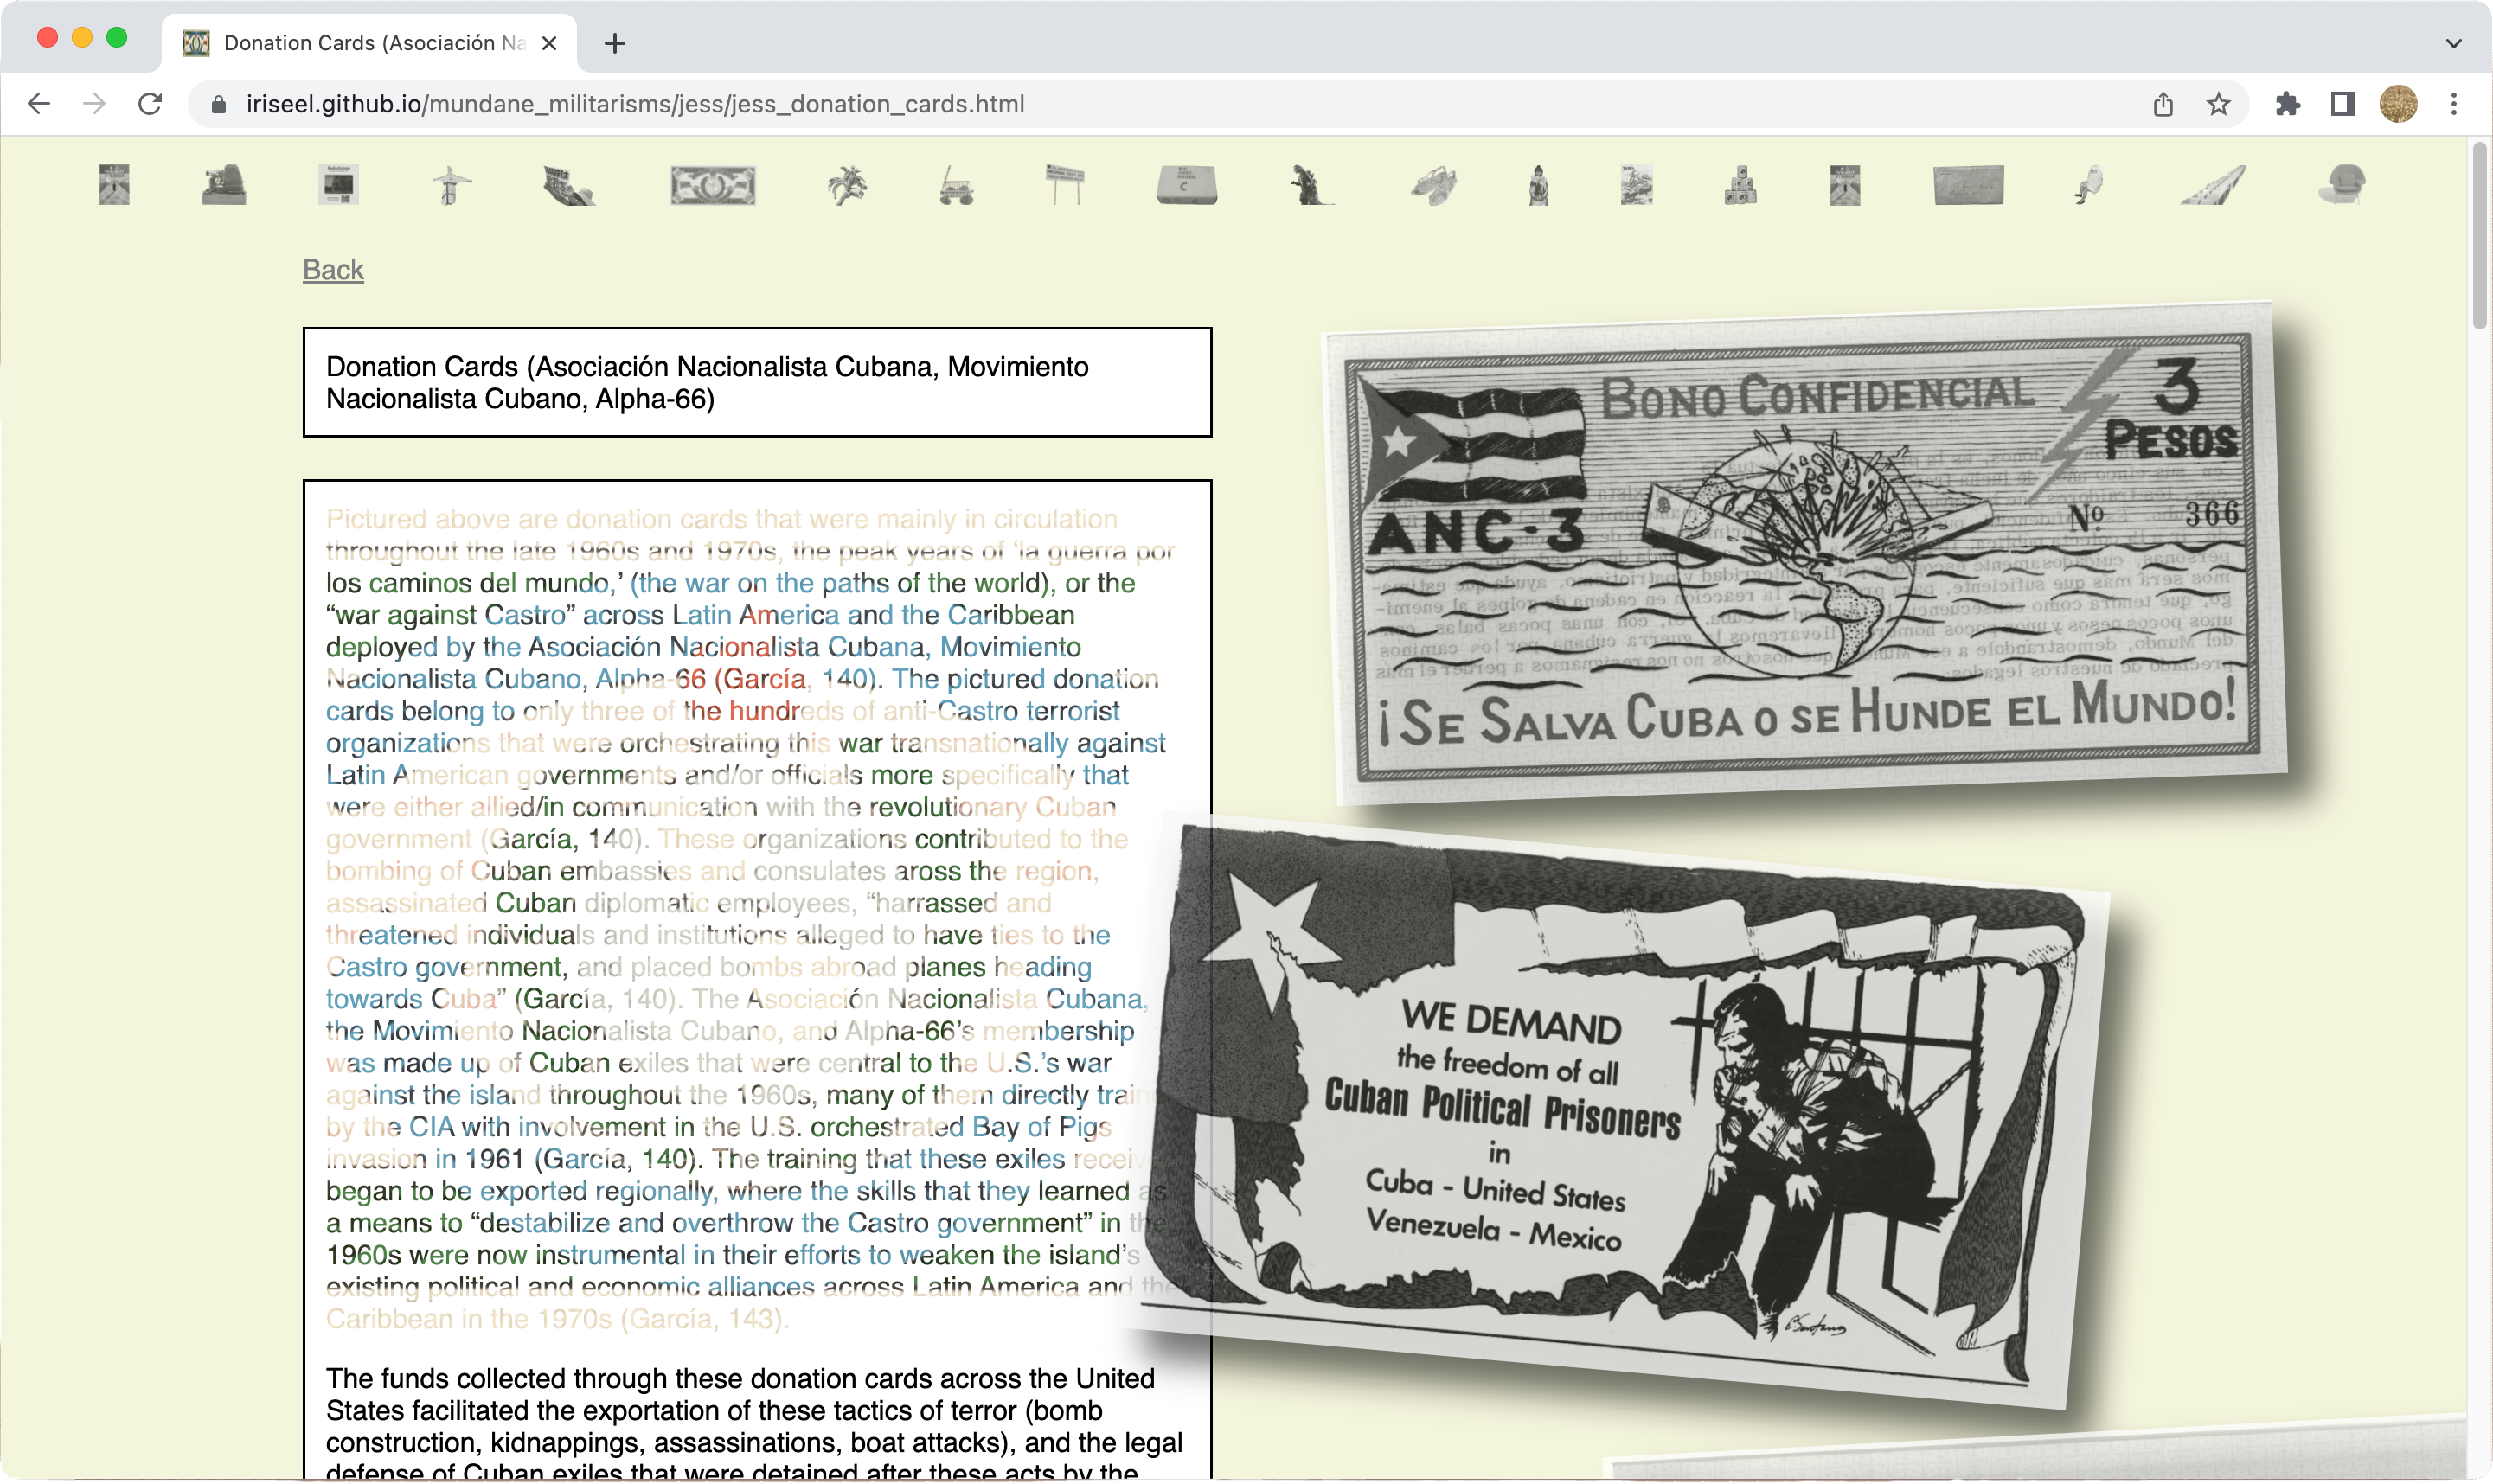 Donation Cards (Asociación Na
iriseel.github.io/mundane_militarisms/jess/jess_donation_cards.html
Back
Donation Cards (Asociación Nacionalista Cubana, Movimiento
Nacionalista Cubano, Alpha-66)
Pictured above are donation cards that were mainly in circulation
throughout the late 1960s and 1970s, the peak years of ‘la guerra por
los caminos del mundo,’ (the war on the paths of the world), or the
“war against Castro” across Latin America and the Caribbean
deployed by the Asociación Nacionalista Cubana, Movimiento
Nacionalista Cubano, Alpha-66 (García, 140). The pictured donation
cards belong to only three of the hundreds of anti-Castro terrorist
organizations that were orchestrating this war transnationally against
Latin American governments and/or officials more specifically that
were either allied/in communication with the revolutionary Cuban
government (García, 140). These organizations contributed to the
bombing of Cuban embassies and consulates aross the region,
assassinated Cuban diplomatic employees, “harrassed and
threatened individuals and institutions alleged to have ties to the
Castro government, and placed bombs abroad planes heading
towards Cuba” (García, 140). The Asociación Nacionalista Cubana,
the Movimiento Nacionalista Cubano, and Alpha-66’s membership
was made up of Cuban exiles that were central to the U.S.’s war
against the island throughout the 1960s, many of them directly train
by the CIA with involvement in the U.S. orchestrated Bay of Pigs
invasion in 1961 (García, 140). The training that these exiles receiv
began to be exported regionally, where the skills that they learned as
a means to “destabilize and overthrow the Castro government” in the
1960s were now instrumental in their efforts to weaken the island’s
existing political and economic alliances across Latin America and the
Caribbean in the 1970s (García, 143).
The funds collected through these donation cards across the United
States facilitated the exportation of these tactics of terror (bomb
construction, kidnappings, assassinations, boat attacks), and the legal
defense of Cuban exiles that were detained after these acts by the
BONO CONFIDENCIAL
3
PESOS
ANC-3
Nº 366
¡SE SALVA CUBA O SE HUNDE EL MUNDO!
WE DEMAND
the freedom of all
Cuban Political Prisoners
in
Cuba - United States
Venezuela - Mexico